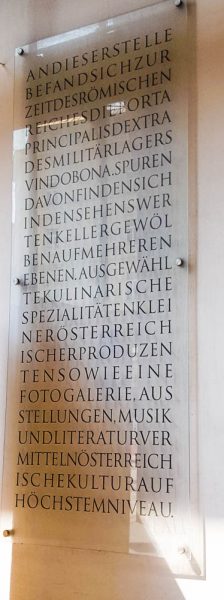 ANDIESERSTELLE
BEFANDSICHZUR
ZEITDESRÖMISCHEN
REICHESDIEPORTA
PRINCIPALISDEXTRA
DESMILITÄRLAGERS
VINDOBONA.SPUREN
DAVONFINDENSICH
INDENSEHENSWER
TENKELLERGEWÖL
BENAUFMEHREREN
EBENEN.AUSGEWÄHL
TEKULINARISCHE
SPEZIALITÄTENKLEI
NERÖSTERREICH
ISCHERPRODUZEN
TENSOWIEEINE
FOTOGALERIE,AUS
STELLUNGEN,MUSIK
UNDLITERATURVER
MITTELNÖSTERREICH
ISCHEKULTURAUF
HÖCHSTEMNIVEAU.